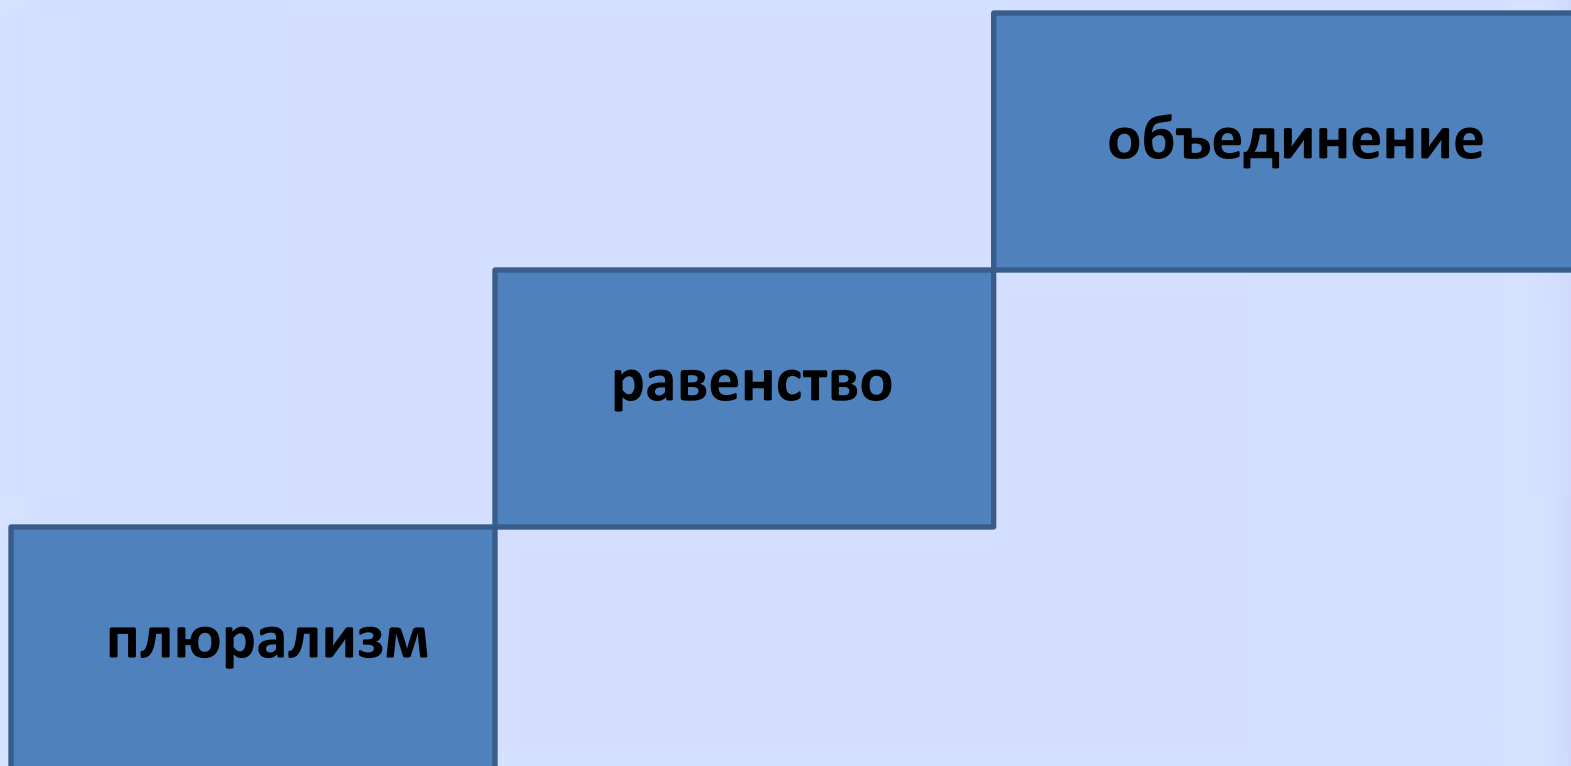 объединение
равенство
плюрализм